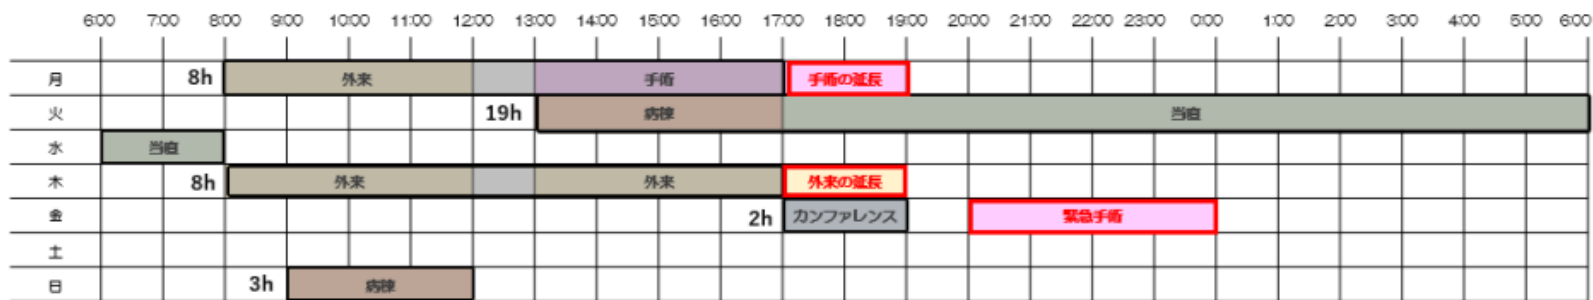 6:00 7:00 8:00 9:00 10:00 11:00 12:00 13:00 14:00 15:00 16:00 17:00 18:00 19:00 20:00 21:00 22:00 23:00 0:00 1:00 2:00 3:00 4:00 5:00 6:00
月 8h 外来 手術 手術の延長
火 19h 病棟 当直
水 当直
木 8h 外来 外来 外来の延長
金 2h カンファレンス 緊急手術
土
日 3h 病棟